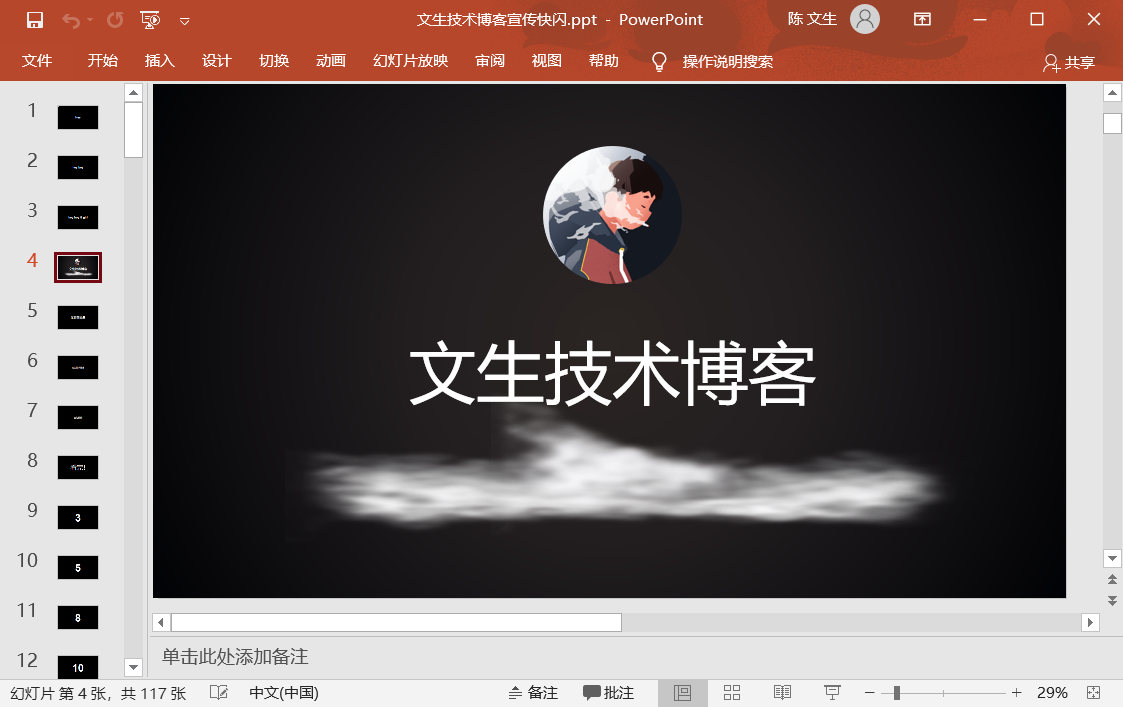 文生技术博客宣传快闪.ppt - PowerPoint
陈 文生
文件 开始 插入 设计 切换 动画 幻灯片放映 审阅 视图 帮助 操作说明搜索 共享
1
2
3
4
5
6
7
8
9
3
10
5
11
8
12
10
文生技术博客
单击此处添加备注
幻灯片 第 4 张，共 117 张 中文(中国) 备注 批注 29%